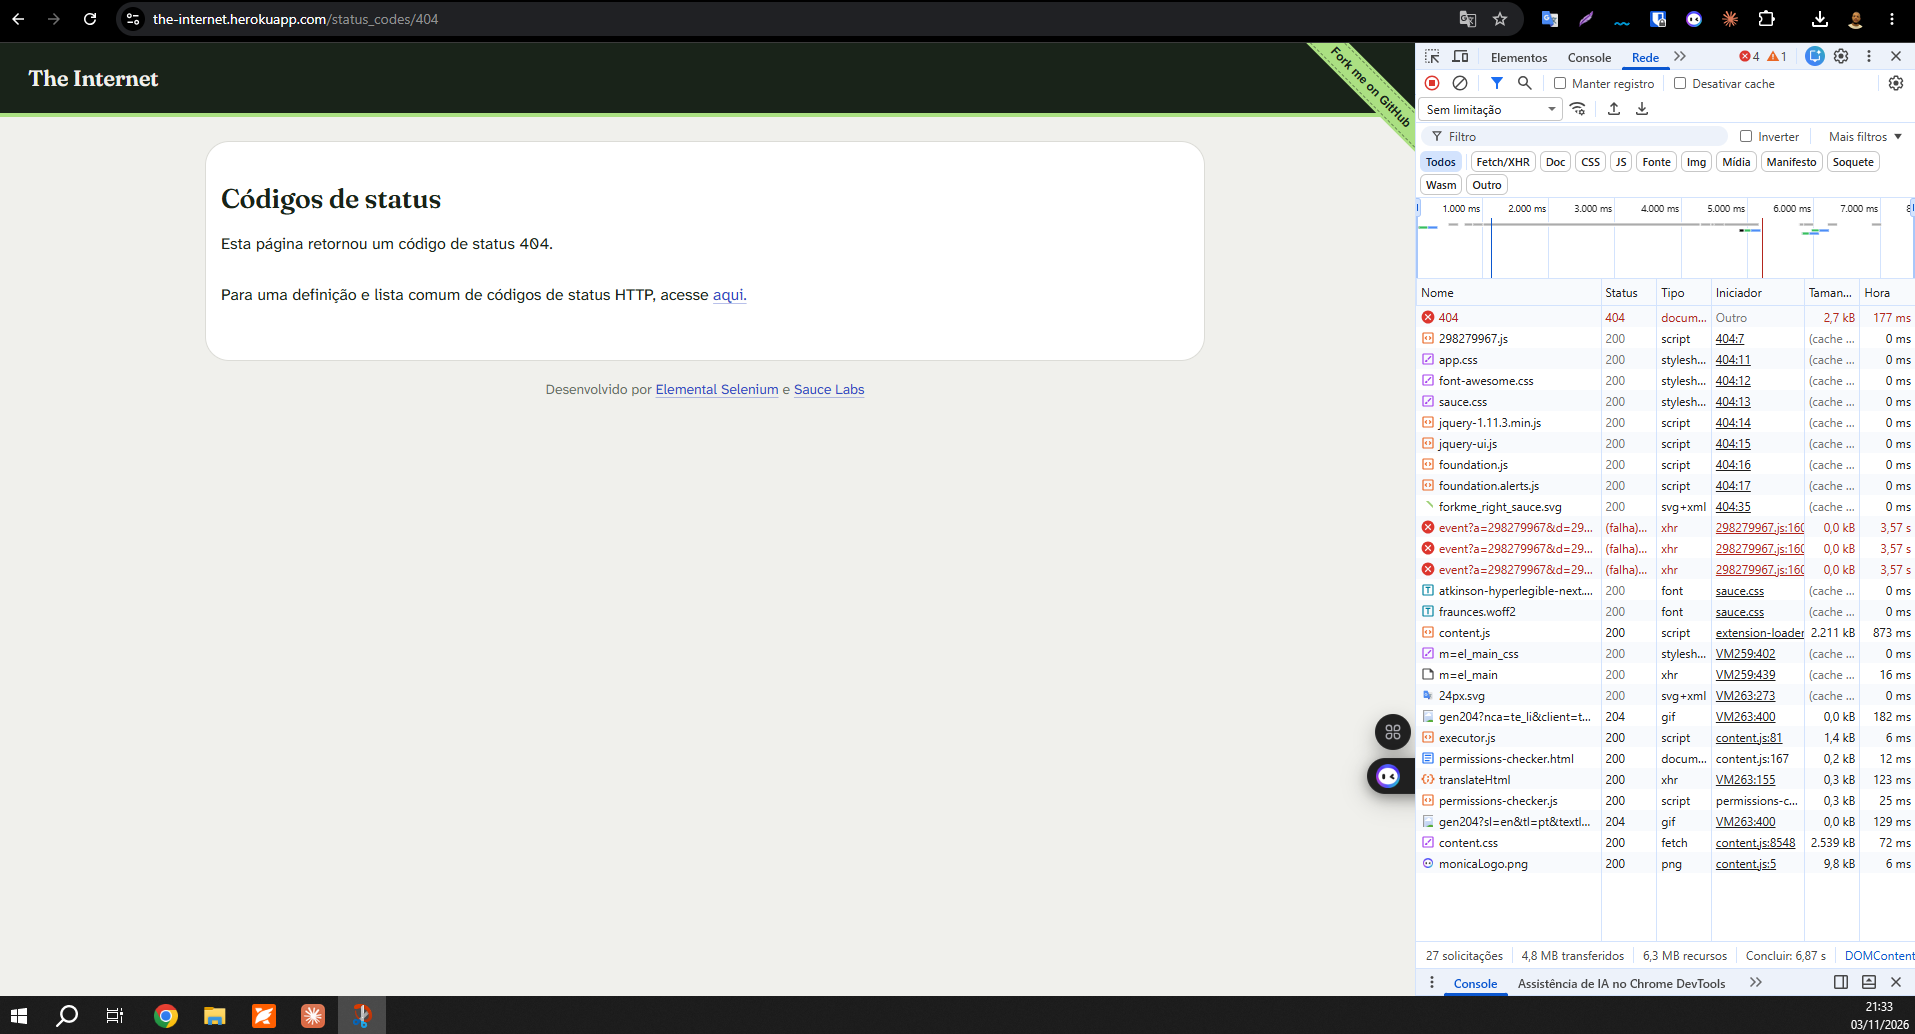 the-internet.herokuapp.com/status_codes/404
The Internet
Fork me on GitHub
Códigos de status
Esta página retornou um código de status 404.
Para uma definição e lista comum de códigos de status HTTP, acesse aqui.
Desenvolvido por Elemental Selenium e Sauce Labs
Elementos Console Rede 4 1
Manter registro Desativar cache
Sem limitação
Filtro Inverter Mais filtros
Todos Fetch/XHR Doc CSS JS Fonte Img Mídia Manifesto Soquete
Wasm Outro
1.000 ms 2.000 ms 3.000 ms 4.000 ms 5.000 ms 6.000 ms 7.000 ms 8
Nome Status Tipo Iniciador Taman... Hora
404 404 docum... Outro 2,7 kB 177 ms
298279967.js 200 script 404:7 (cache ... 0 ms
app.css 200 stylesh... 404:11 (cache ... 0 ms
font-awesome.css 200 stylesh... 404:12 (cache ... 0 ms
sauce.css 200 stylesh... 404:13 (cache ... 0 ms
jquery-1.11.3.min.js 200 script 404:14 (cache ... 0 ms
jquery-ui.js 200 script 404:15 (cache ... 0 ms
foundation.js 200 script 404:16 (cache ... 0 ms
foundation.alerts.js 200 script 404:17 (cache ... 0 ms
forkme_right_sauce.svg 200 svg+xml 404:35 (cache ... 0 ms
event?a=298279967&d=29... (falha)... xhr 298279967.js:160 0,0 kB 3,57 s
event?a=298279967&d=29... (falha)... xhr 298279967.js:160 0,0 kB 3,57 s
event?a=298279967&d=29... (falha)... xhr 298279967.js:160 0,0 kB 3,57 s
atkinson-hyperlegible-next.... 200 font sauce.css (cache ... 0 ms
fraunces.woff2 200 font sauce.css (cache ... 0 ms
content.js 200 script extension-loader 2.211 kB 873 ms
m=el_main_css 200 stylesh... VM259:402 (cache ... 0 ms
m=el_main 200 xhr VM259:439 (cache ... 16 ms
24px.svg 200 svg+xml VM263:273 (cache ... 0 ms
gen204?nca=te_li&client=t... 204 gif VM263:400 0,0 kB 182 ms
executor.js 200 script content.js:81 1,4 kB 6 ms
permissions-checker.html 200 docum... content.js:167 0,2 kB 12 ms
translateHtml 200 xhr VM263:155 0,3 kB 123 ms
permissions-checker.js 200 script permissions-c... 0,3 kB 25 ms
gen204?sl=en&tl=pt&textl... 204 gif VM263:400 0,0 kB 129 ms
content.css 200 fetch content.js:8548 2.539 kB 72 ms
monicaLogo.png 200 png content.js:5 9,8 kB 6 ms
27 solicitações 4,8 MB transferidos 6,3 MB recursos Concluir: 6,87 s DOMContent
Console Assistência de IA no Chrome DevTools
21:33
03/11/2026